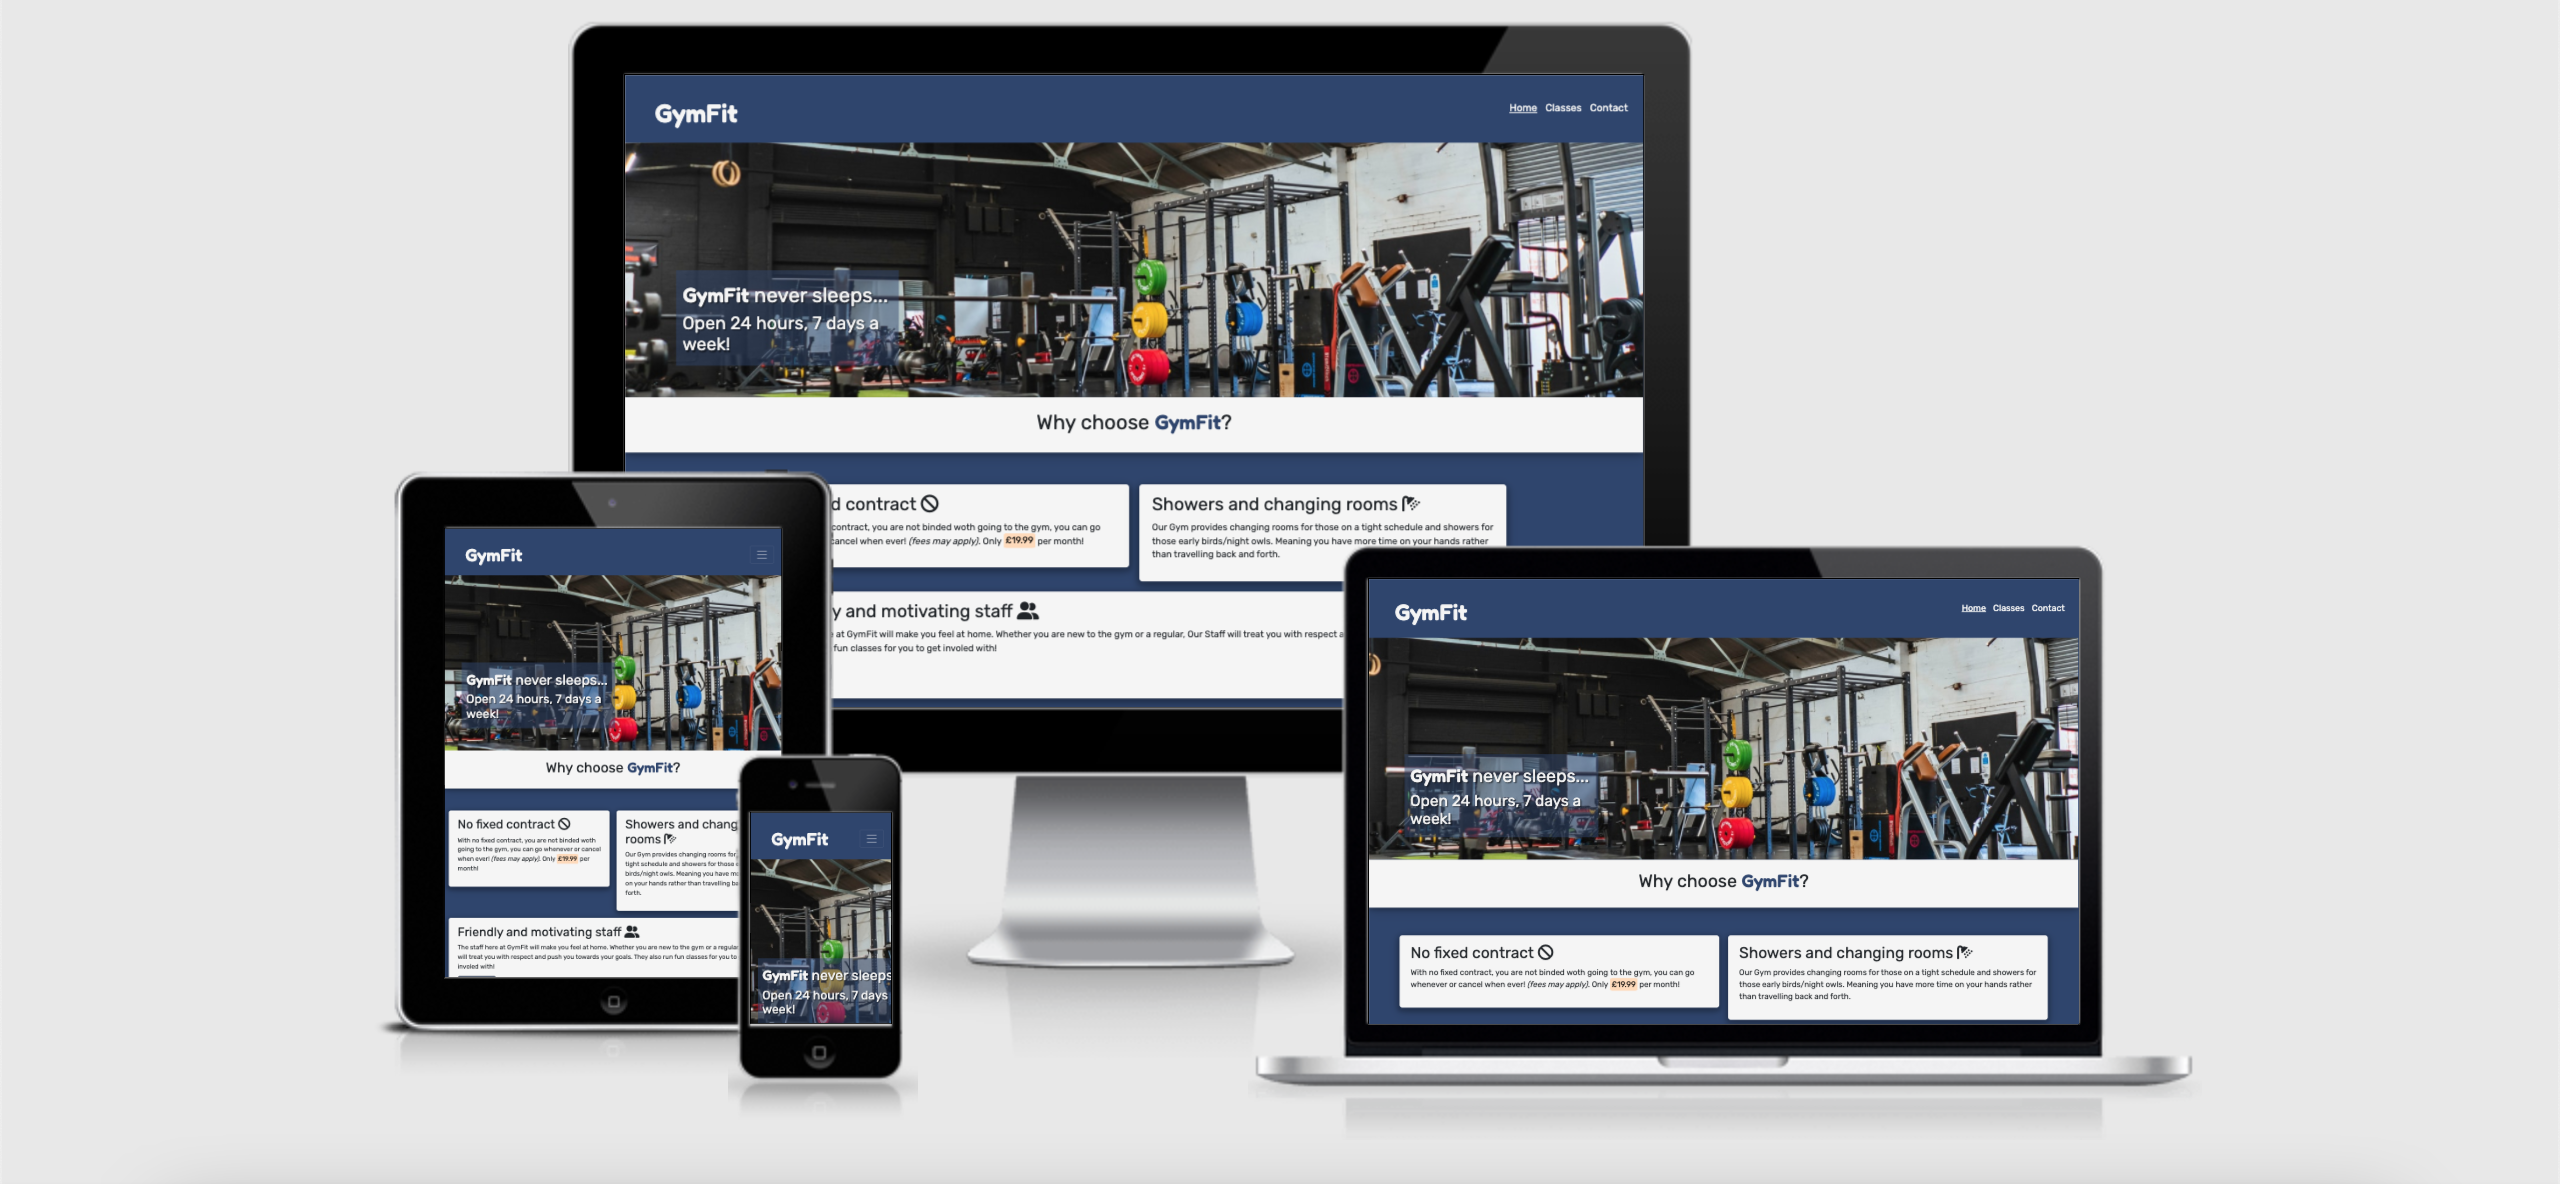 GymFit
Home Classes Contact
GymFit never sleeps...
Open 24 hours, 7 days a
week!
Why choose GymFit?
d contract
contract, you are not binded woth going to the gym, you can go
cancel when ever! (fees may apply). Only £19.99 per month!
Showers and changing rooms
Our Gym provides changing rooms for those on a tight schedule and showers for
those early birds/night owls. Meaning you have more time on your hands rather
than travelling back and forth.
y and motivating staff
at GymFit will make you feel at home. Whether you are new to the gym or a regular, Our Staff will treat you with respect a
fun classes for you to get involed with!
GymFit
GymFit never sleeps...
Open 24 hours, 7 days a
week!
Why choose GymFit?
No fixed contract
With no fixed contract, you are not binded woth
going to the gym, you can go whenever or cancel
when ever! (fees may apply). Only £19.99 per
month!
Showers and chang
rooms
Our Gym provides changing rooms for
tight schedule and showers for those
birds/night owls. Meaning you have m
on your hands rather than travelling ba
forth.
Friendly and motivating staff
The staff here at GymFit will make you feel at home. Whether you are new to the gym or a regula
will treat you with respect and push you towards your goals. They also run fun classes for you to
involed with!
GymFit
GymFit never sleeps
Open 24 hours, 7 days
week!
GymFit
Home Classes Contact
GymFit never sleeps...
Open 24 hours, 7 days a
week!
Why choose GymFit?
No fixed contract
With no fixed contract, you are not binded woth going to the gym, you can go
whenever or cancel when ever! (fees may apply). Only £19.99 per month!
Showers and changing rooms
Our Gym provides changing rooms for those on a tight schedule and showers for
those early birds/night owls. Meaning you have more time on your hands rather
than travelling back and forth.